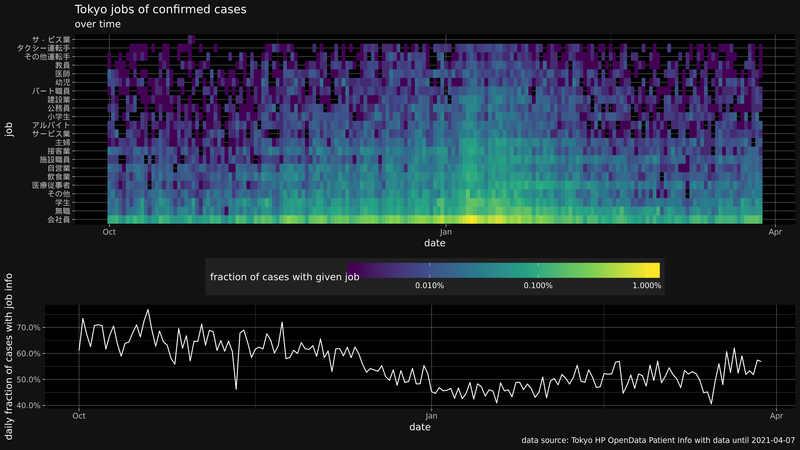 Tokyo jobs of confirmed cases
over time
サ - ビス業
タクシー運転手
その他運転手
教員
医師
幼児
パート職員
建設業
公務員
小学生
アルバイト
サービス業
主婦
接客業
施設職員
自営業
飲食業
医療従事者
その他
学生
無職
会社員
job
Oct
Jan
Apr
date
fraction of cases with given job
0.010%
0.100%
1.000%
daily fraction of cases with job info
70.0%
60.0%
50.0%
40.0%
Oct
Jan
Apr
date
data source: Tokyo HP OpenData Patient Info with data until 2021-04-07